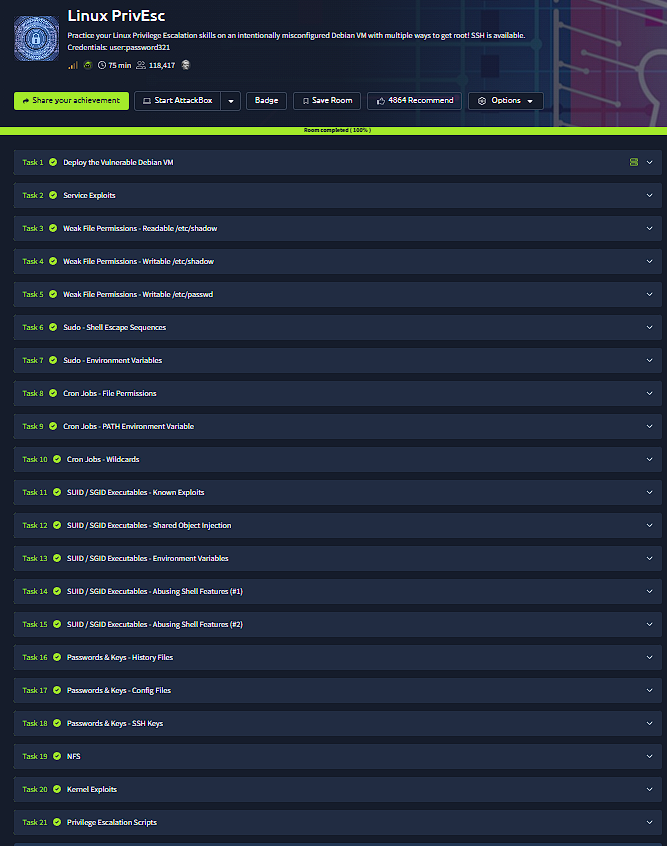 Linux PrivEsc
Practice your Linux Privilege Escalation skills on an intentionally misconfigured Debian VM with multiple ways to get root! SSH is available.
Credentials: user:password321
75 min 118,417
Share your achievement Start AttackBox Badge Save Room 4864 Recommend Options
Room completed ( 100% )
Task 1 Deploy the Vulnerable Debian VM
Task 2 Service Exploits
Task 3 Weak File Permissions - Readable /etc/shadow
Task 4 Weak File Permissions - Writable /etc/shadow
Task 5 Weak File Permissions - Writable /etc/passwd
Task 6 Sudo - Shell Escape Sequences
Task 7 Sudo - Environment Variables
Task 8 Cron Jobs - File Permissions
Task 9 Cron Jobs - PATH Environment Variable
Task 10 Cron Jobs - Wildcards
Task 11 SUID / SGID Executables - Known Exploits
Task 12 SUID / SGID Executables - Shared Object Injection
Task 13 SUID / SGID Executables - Environment Variables
Task 14 SUID / SGID Executables - Abusing Shell Features (#1)
Task 15 SUID / SGID Executables - Abusing Shell Features (#2)
Task 16 Passwords & Keys - History Files
Task 17 Passwords & Keys - Config Files
Task 18 Passwords & Keys - SSH Keys
Task 19 NFS
Task 20 Kernel Exploits
Task 21 Privilege Escalation Scripts